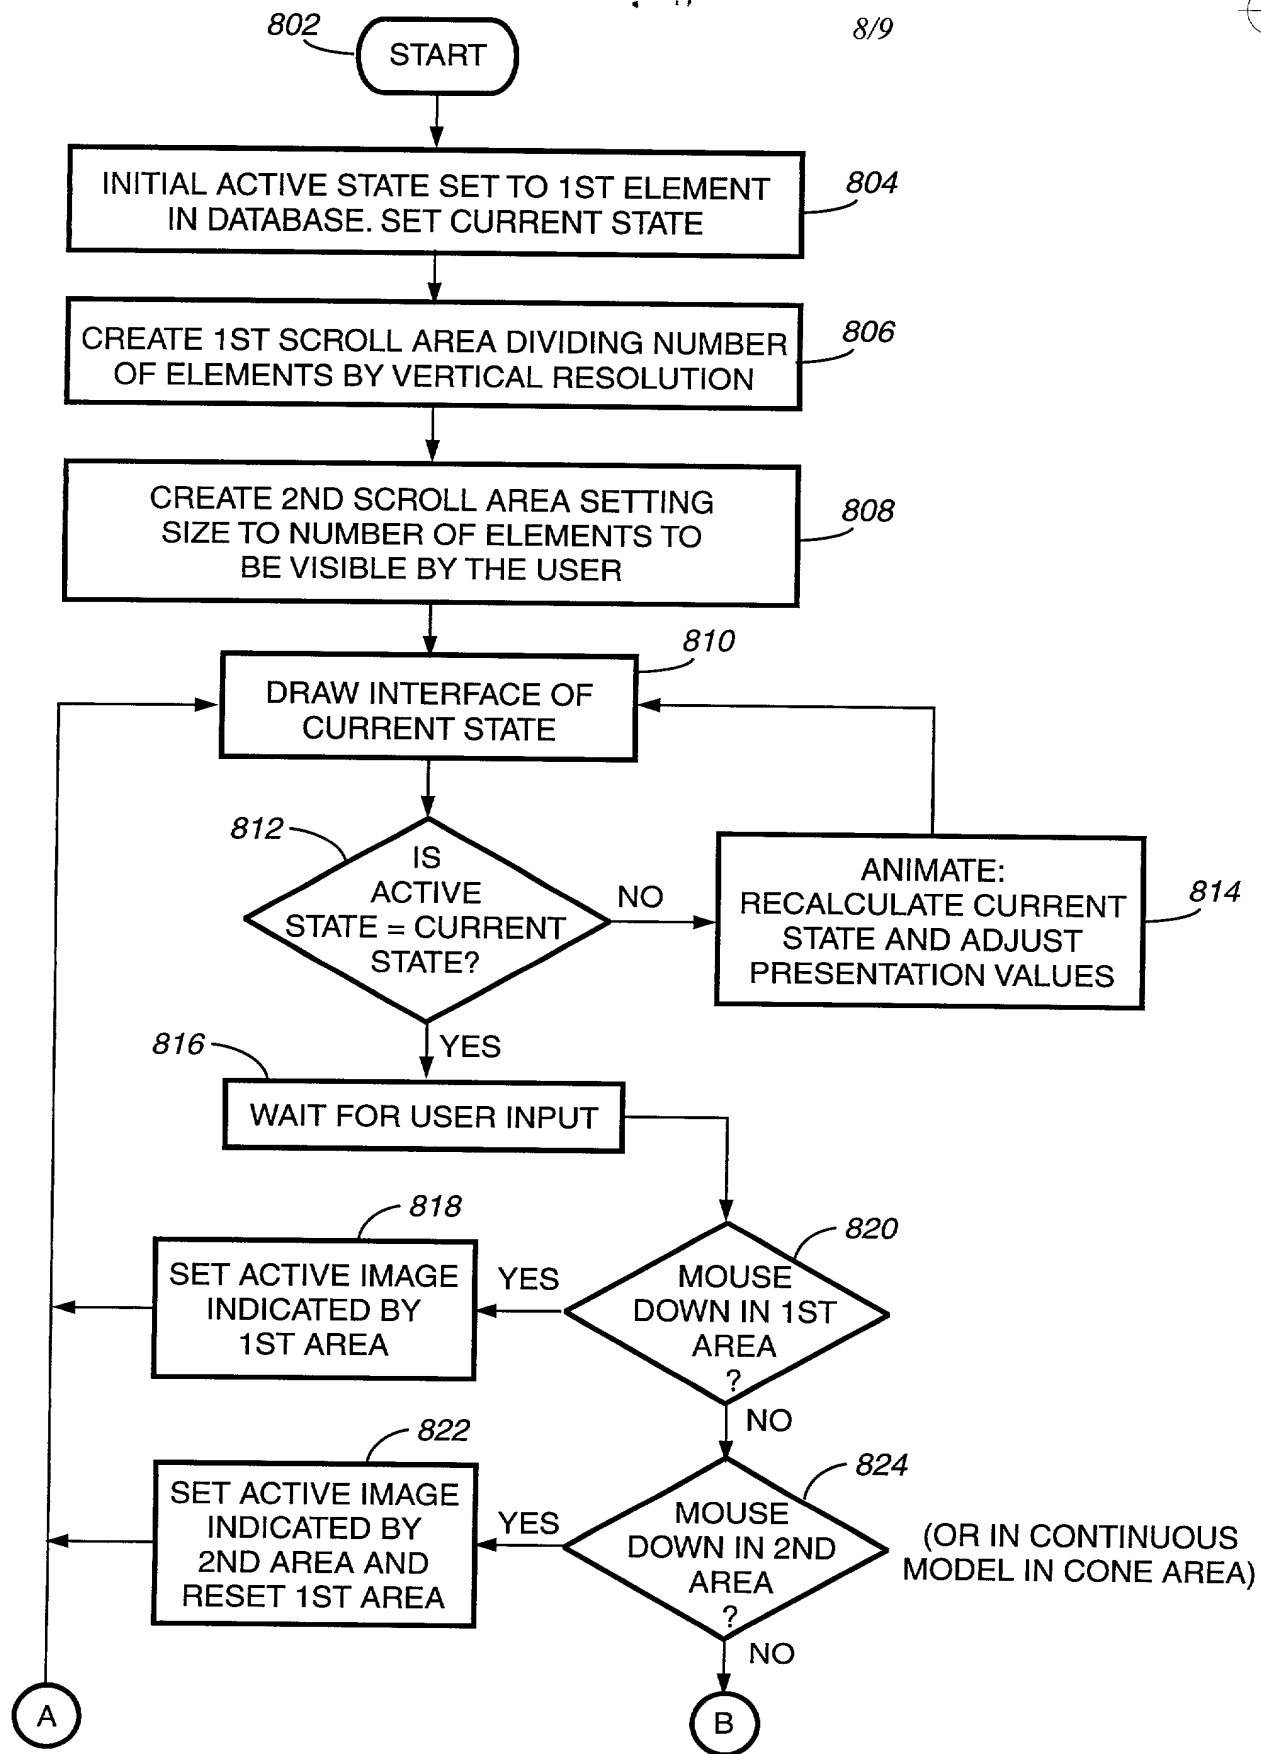 8/9
802
START
INITIAL ACTIVE STATE SET TO 1ST ELEMENT
IN DATABASE. SET CURRENT STATE
804
CREATE 1ST SCROLL AREA DIVIDING NUMBER
OF ELEMENTS BY VERTICAL RESOLUTION
806
CREATE 2ND SCROLL AREA SETTING
SIZE TO NUMBER OF ELEMENTS TO
BE VISIBLE BY THE USER
808
810
DRAW INTERFACE OF
CURRENT STATE
812
IS
ACTIVE
STATE = CURRENT
STATE?
NO
ANIMATE:
RECALCULATE CURRENT
STATE AND ADJUST
PRESENTATION VALUES
814
YES
816
WAIT FOR USER INPUT
818
SET ACTIVE IMAGE
INDICATED BY
1ST AREA
YES
820
MOUSE
DOWN IN 1ST
AREA
?
NO
822
SET ACTIVE IMAGE
INDICATED BY
2ND AREA AND
RESET 1ST AREA
YES
824
MOUSE
DOWN IN 2ND
AREA
?
(OR IN CONTINUOUS
MODEL IN CONE AREA)
NO
A
B